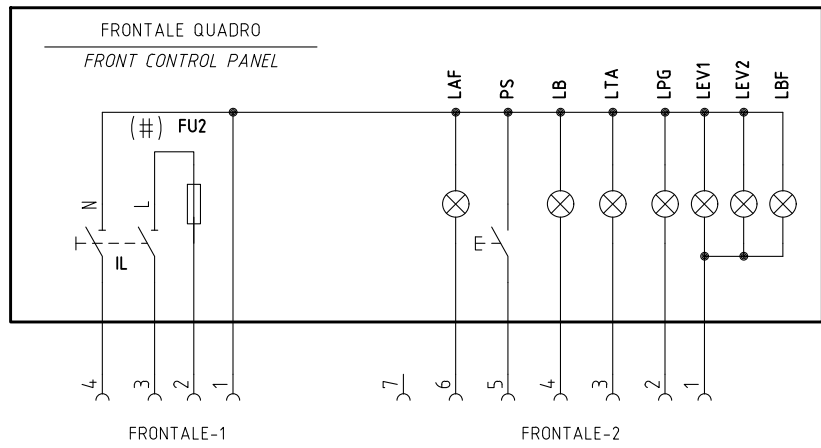 FRONTALE QUADRO
FRONT CONTROL PANEL
LAF
PS
LB
LTA
LPG
LEV1
LEV2
LBF
(#) FU2
N
L
IL
4
3
2
1
7
6
5
4
3
2
1
FRONTALE-1
FRONTALE-2